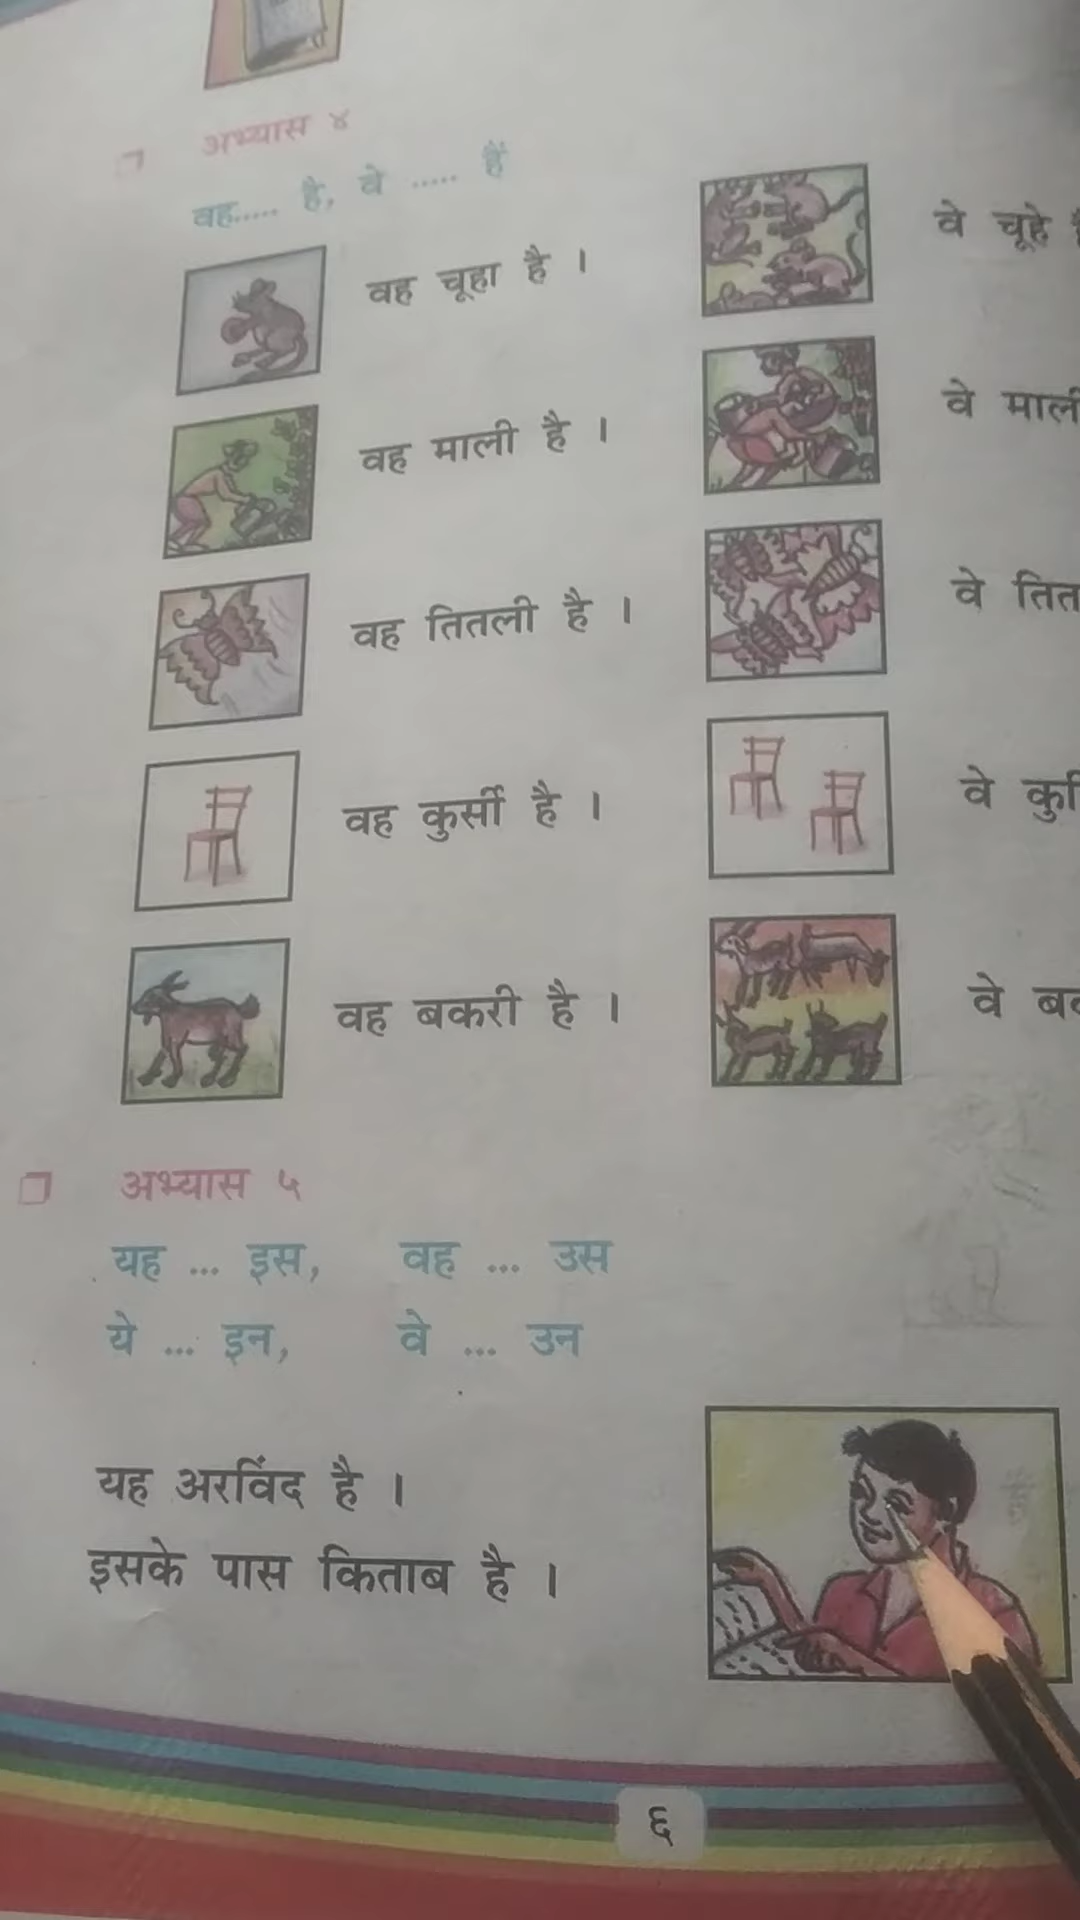 अभ्यास ४
वह..... है, वे ..... हैं
वह चूहा है ।
वे चूहे
वह माली है ।
वे
वह तितली है ।
वे
वह कुर्सी है ।
वे
वह बकरी है ।
वे
अभ्यास ५
यह ... इस, वह ... उस
ये ... इन, वे ... उन
यह अरविंद है ।
इसके पास किताब है ।
६